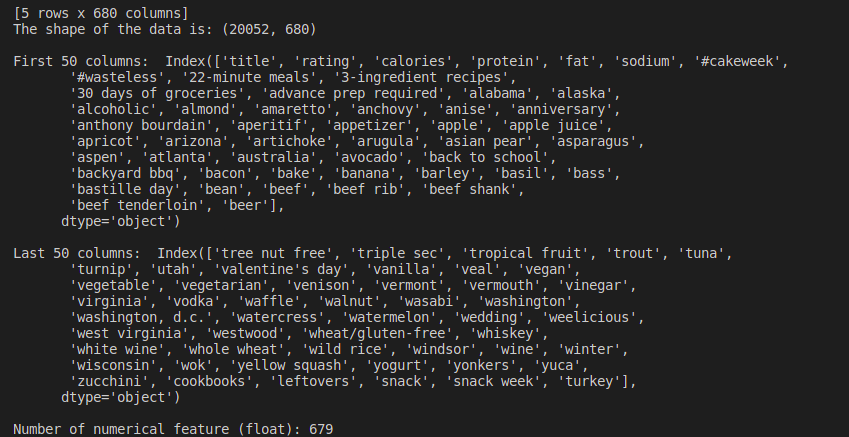 [5 rows x 680 columns]
The shape of the data is: (20052, 680)
First 50 columns:  Index(['title', 'rating', 'calories', 'protein', 'fat', 'sodium', '#cakeweek',
'#wasteless', '22-minute meals', '3-ingredient recipes',
'30 days of groceries', 'advance prep required', 'alabama', 'alaska',
'alcoholic', 'almond', 'amaretto', 'anchovy', 'anise', 'anniversary',
'anthony bourdain', 'aperitif', 'appetizer', 'apple', 'apple juice',
'apricot', 'arizona', 'artichoke', 'arugula', 'asian pear', 'asparagus',
'aspen', 'atlanta', 'australia', 'avocado', 'back to school',
'backyard bbq', 'bacon', 'bake', 'banana', 'barley', 'basil', 'bass',
'bastille day', 'bean', 'beef', 'beef rib', 'beef shank',
'beef tenderloin', 'beer'],
dtype='object')
Last 50 columns:  Index(['tree nut free', 'triple sec', 'tropical fruit', 'trout', 'tuna',
'turnip', 'utah', 'valentine's day', 'vanilla', 'veal', 'vegan',
'vegetable', 'vegetarian', 'venison', 'vermont', 'vermouth', 'vinegar',
'virginia', 'vodka', 'waffle', 'walnut', 'wasabi', 'washington',
'washington, d.c.', 'watercress', 'watermelon', 'wedding', 'weelicious',
'west virginia', 'westwood', 'wheat/gluten-free', 'whiskey',
'white wine', 'whole wheat', 'wild rice', 'windsor', 'wine', 'winter',
'wisconsin', 'wok', 'yellow squash', 'yogurt', 'yonkers', 'yuca',
'zucchini', 'cookbooks', 'leftovers', 'snack', 'snack week', 'turkey'],
dtype='object')
Number of numerical feature (float): 679